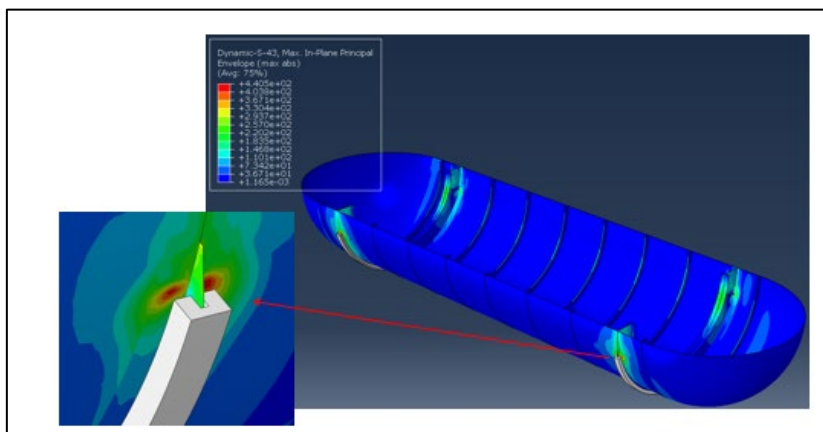 Dynamic-S-43, Max. In-Plane Principal
Envelope (max abs)
(Avg: 75%)
+4.405e+02
+4.038e+02
+3.671e+02
+3.304e+02
+2.937e+02
+2.570e+02
+2.202e+02
+1.835e+02
+1.468e+02
+1.101e+02
+7.342e+01
+3.671e+01
+1.165e-03